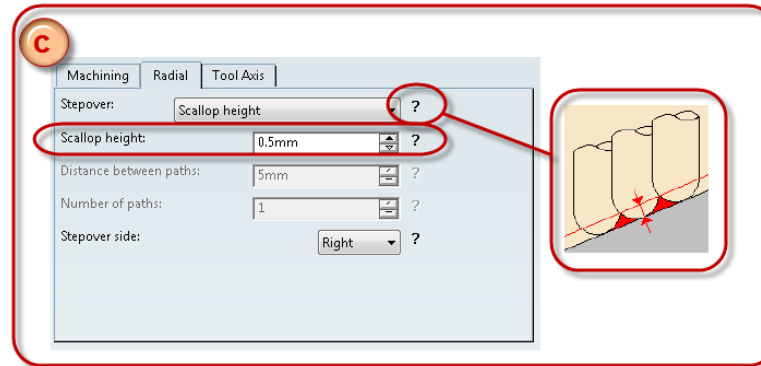 C
Machining Radial Tool Axis
Stepover: Scallop height ?
Scallop height: 0.5mm ?
Distance between paths: 5mm ?
Number of paths: 1 ?
Stepover side: Right ?